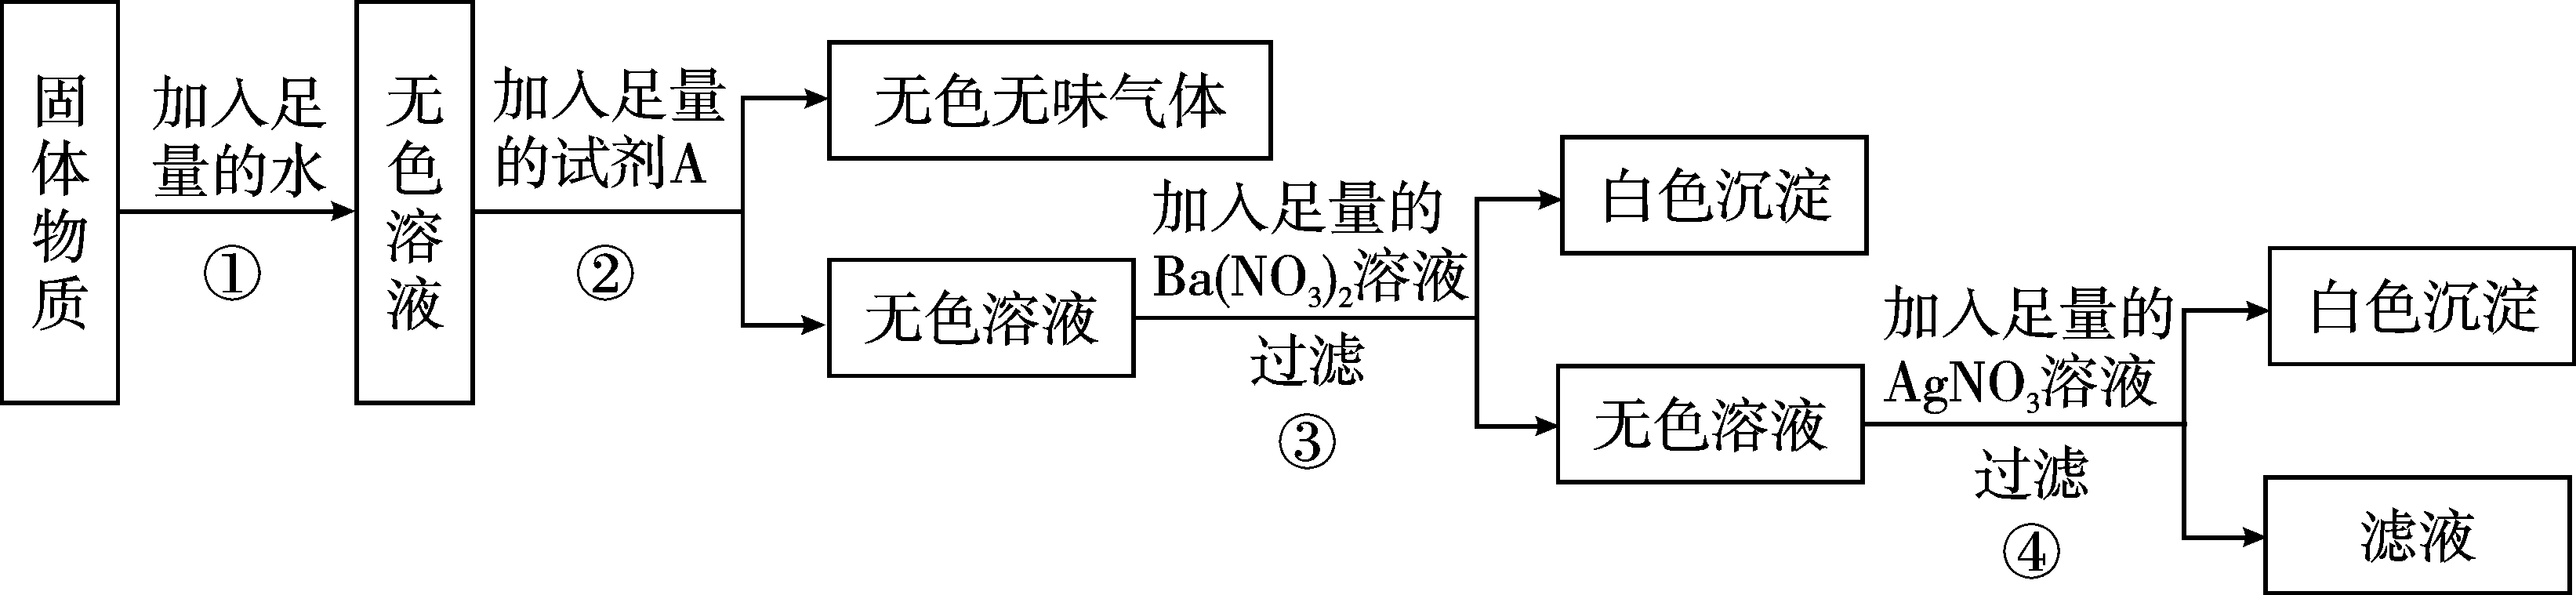 固体物质
加入足
量的水
①
无色溶液
加入足量
的试剂A
②
无色无味气体
无色溶液
加入足量的
Ba(NO₃)₂溶液
过滤
③
白色沉淀
无色溶液
加入足量的
AgNO₃溶液
过滤
④
白色沉淀
滤液